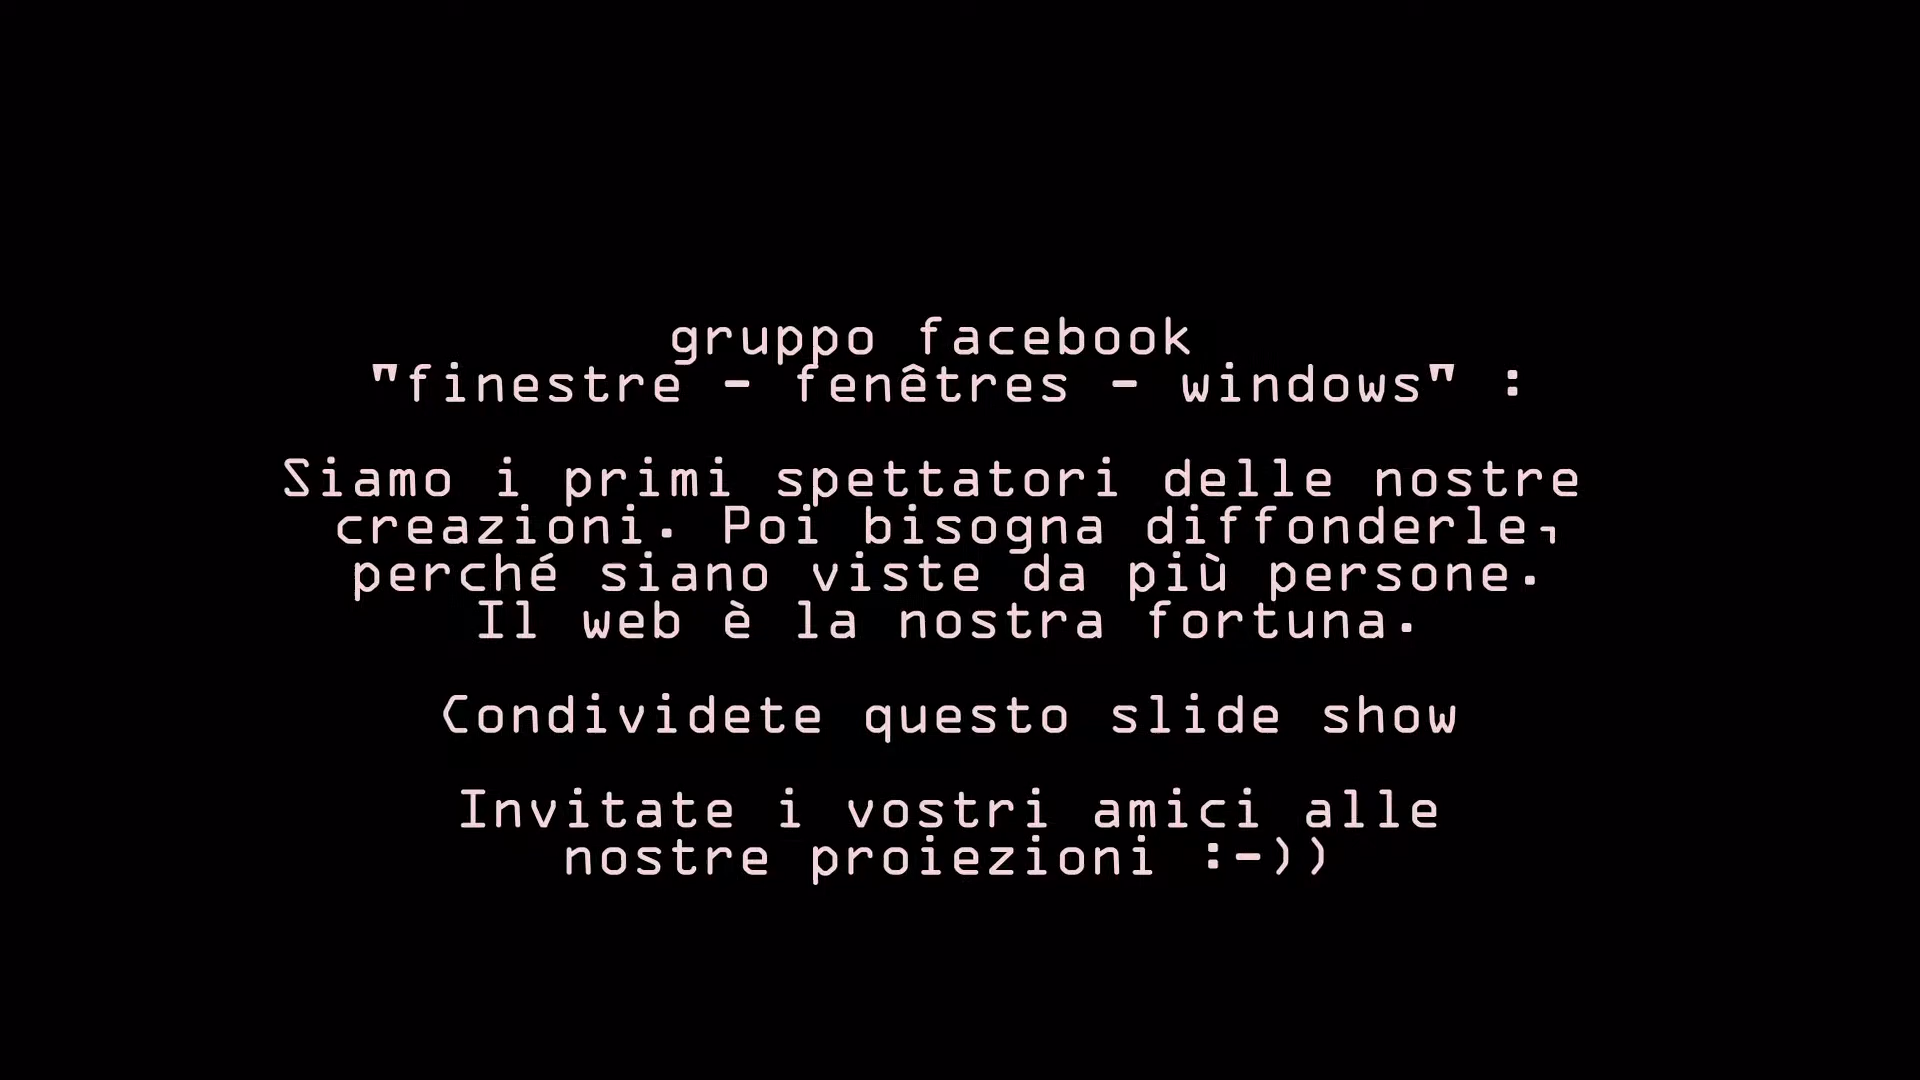 gruppo facebook
"finestre - fenêtres - windows" :
Siamo i primi spettatori delle nostre
creazioni. Poi bisogna diffonderle,
perché siano viste da più persone.
Il web è la nostra fortuna.
Condividete questo slide show
Invitate i vostri amici alle
nostre proiezioni :-))